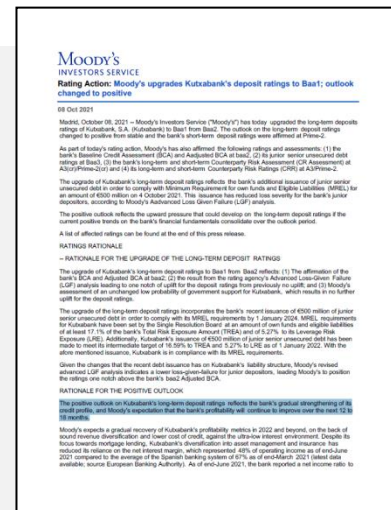 MOODY'S
INVESTORS SERVICE
Rating Action: Moody's upgrades Kutxabank's deposit ratings to Baa1; outlook
changed to positive
08 Oct 2021
Madrid, October 08, 2021 -- Moody's Investors Service ("Moody's") has today upgraded the long-term deposits
ratings of Kutxabank, S.A. (Kutxabank) to Baa1 from Baa2. The outlook on the long-term deposit ratings
changed to positive from stable and the bank's short-term deposit ratings were affirmed at Prime-2.
As part of today's rating action, Moody's has also affirmed the following ratings and assessments: (1) the
bank's Baseline Credit Assessment (BCA) and Aadjusted BCA at baa2, (2) its junior senior unsecured debt
ratings at Baa3, (3) the bank's long-term and short-term Counterparty Risk Assessment (CR Assessment) at
A3(cr)/Prime-2(cr) and (4) its long-term and short-term Counterparty Risk Ratings (CRR) at A3/Prime-2.
The upgrade of Kutxabank's long-term deposit ratings reflects the bank's additional issuance of junior senior
unsecured debt in order to comply with Minimum Requirement for own Funds and Eligible Liabilities (MREL) for
an amount of €500 million on 4 October 2021. This issuance has reduced loss severity for the bank's junior
depositors, according to Moody's Aadvanced Loss Given Failure (LGF) analysis.
The positive outlook reflects the upward pressure that could develop on the long-term deposit ratings if the
current positive trends on the bank's financial fundamentals consolidate over the outlook period.
A list of affected ratings can be found at the end of this press release.
RATINGS RATIONALE
-- RATIONALE FOR THE UPGRADE OF THE LONG-TERM DEPOSIT RATINGS
The upgrade of Kutxabank's long-term deposit ratings to Baa1 from Baa2 reflects: (1) The affirmation of the
bank's BCA and Adjusted BCA at baa2; (2) the result from the rating agency's Advanced Loss-Given Failure
(LGF) analysis leading to one notch of uplift for the deposit ratings from previously no uplift; and (3) Moody's
assessment of an unchanged low probability of government support for Kutxabank, which results in no further
uplift for the deposit ratings.
The upgrade of the long-term deposit ratings incorporates the bank's recent issuance of €500 million of junior
senior unsecured debt in order to comply with its MREL requirements by 1 January 2024. MREL requirements
for Kutxabank have been set by the Single Resolution Board at an amount of own funds and eligible liabilities
of at least 17.1% of the bank's Total Risk Exposure Amount (TREA) and of 5.27% to its Leverage Risk
Exposure (LRE). Additionally, Kutxabank's issuance of €500 million of junior senior unsecured debt has been
made to meet its intermediate target of 16.59% to TREA and 5.27% to LRE as of 1 January 2022. With the
afore mentioned issuance, Kutxabank is in compliance with its MREL requirements.
Given the changes that the recent debt issuance has on Kutxabank's liability structure, Moody's revised
advanced LGF analysis indicates a lower loss-given-failure for junior depositors, leading Moody's to position
the ratings one notch above the bank's baa2 Adjusted BCA.
RATIONALE FOR THE POSITIVE OUTLOOK
The positive outlook on Kutxabank's long-term deposit ratings reflects the bank's gradual strengthening of its
credit profile, and Moody's expectation that the bank's profitability will continue to improve over the next 12 to
18 months.
Moody's expects a gradual recovery of Kutxabank's profitability metrics in 2022 and beyond, on the back of
sound revenue diversification and lower cost of credit, against the ultra-low interest environment. Despite its
focus towards mortgage lending, Kutxabank's diversification into asset management and insurance has
reduced its reliance on the net interest margin, which represented 48% of operating income as of end-June
2021 compared to the average of the Spanish banking system of 67% as of end-March 2021 (latest data
available; source European Banking Authority). As of end-June 2021, the bank reported a net income ratio to